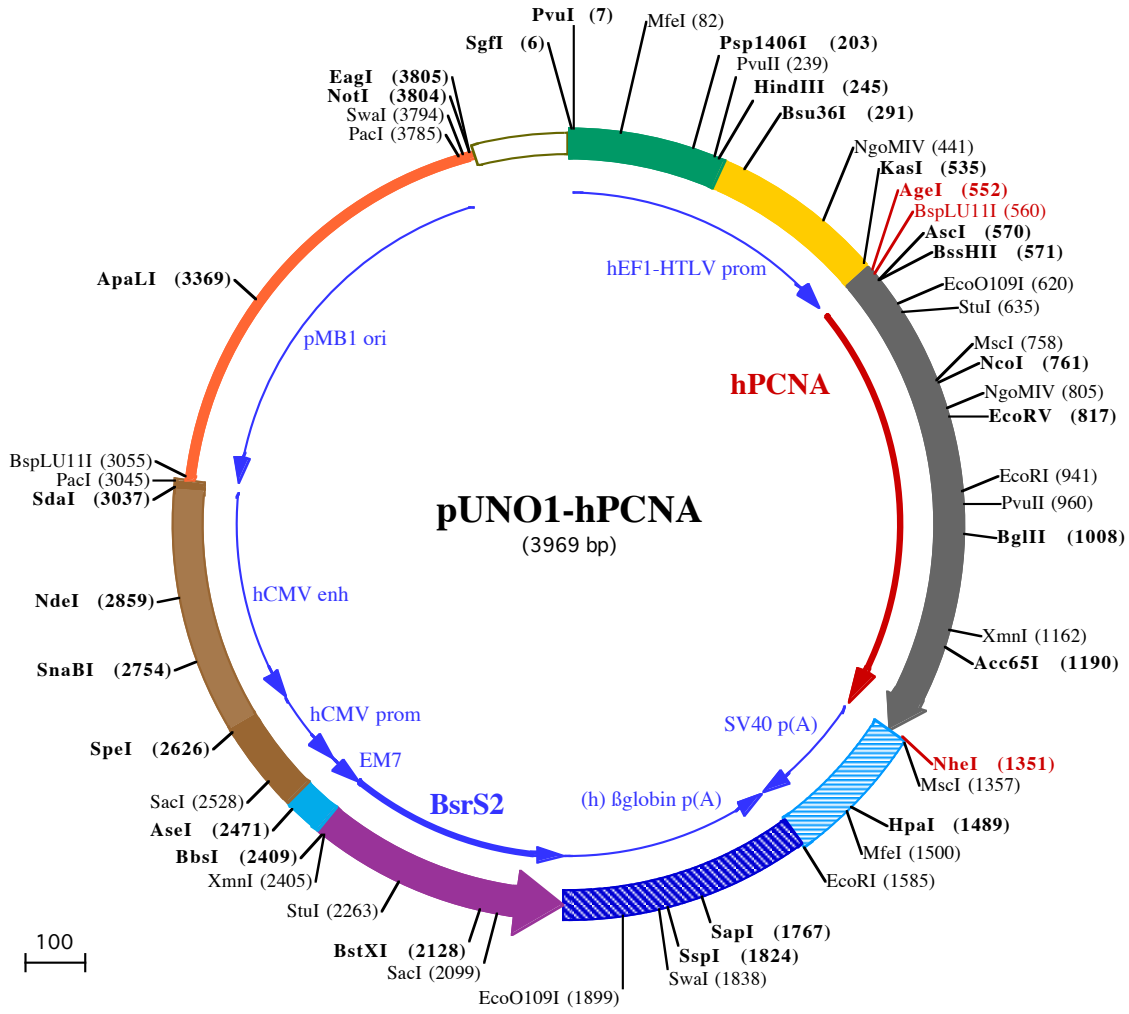 PvuI (7)
SgfI (6)
MfeI (82)
Psp1406I (203)
PvuII (239)
HindIII (245)
Bsu36I (291)
NgoMIV (441)
KasI (535)
AgeI (552)
BspLU11I (560)
AscI (570)
BssHII (571)
EcoO109I (620)
StuI (635)
MscI (758)
NcoI (761)
NgoMIV (805)
EcoRV (817)
EcoRI (941)
PvuII (960)
BglII (1008)
XmnI (1162)
Acc65I (1190)
NheI (1351)
MscI (1357)
HpaI (1489)
MfeI (1500)
EcoRI (1585)
SapI (1767)
SspI (1824)
SwaI (1838)
EcoO109I (1899)
SacI (2099)
BstXI (2128)
StuI (2263)
XmnI (2405)
BbsI (2409)
AseI (2471)
SacI (2528)
SpeI (2626)
SnaBI (2754)
NdeI (2859)
SdaI (3037)
PacI (3045)
BspLU11I (3055)
ApaLI (3369)
PacI (3785)
SwaI (3794)
NotI (3804)
EagI (3805)
hEF1-HTLV prom
hPCNA
SV40 p(A)
(h) ßglobin p(A)
BsrS2
EM7
hCMV prom
hCMV enh
pMB1 ori
pUNO1-hPCNA
(3969 bp)
100